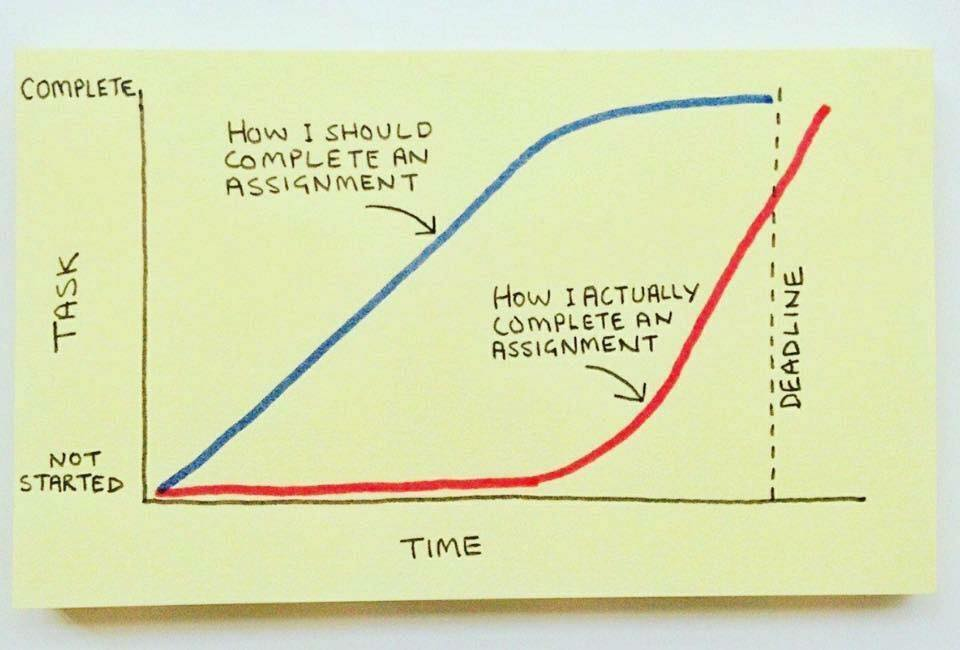 COMPLETE
HOW I SHOULD
COMPLETE AN
ASSIGNMENT
TASK
HOW I ACTUALLY
COMPLETE AN
ASSIGNMENT
DEADLINE
NOT
STARTED
TIME